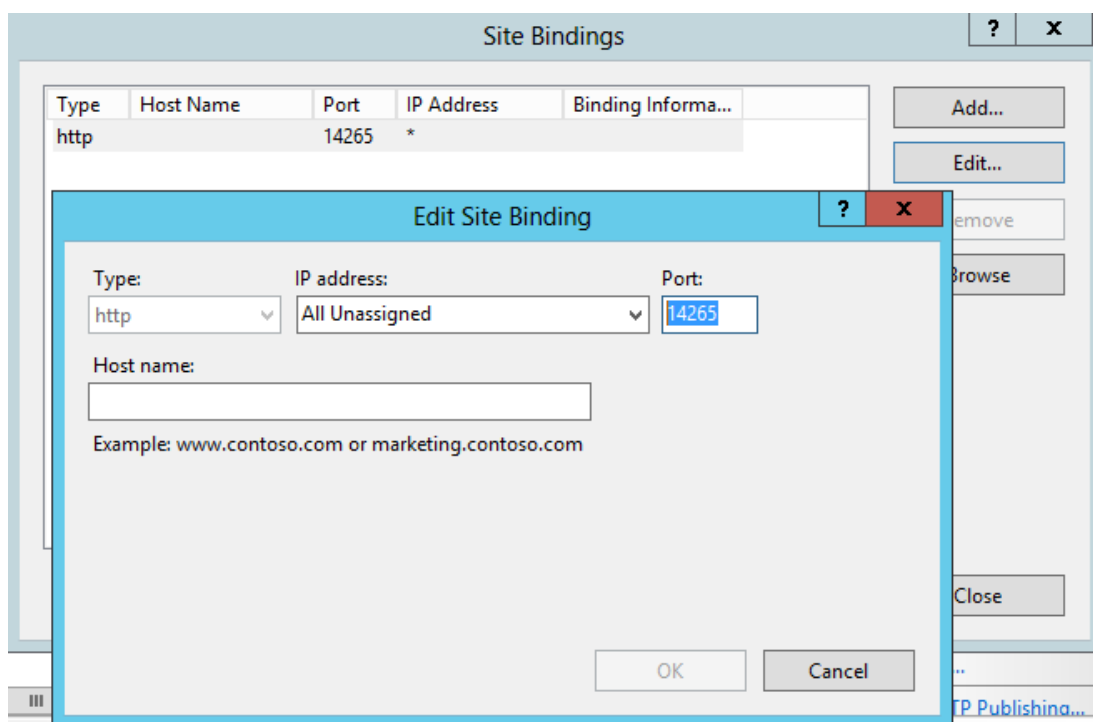 Site Bindings
? x
Type Host Name Port IP Address Binding Informa...
http 14265 *
Add...
Edit...
emove
Browse
Edit Site Binding
? x
Type: IP address: Port:
http All Unassigned 14265
Host name:
Example: www.contoso.com or marketing.contoso.com
Close
OK Cancel
...
TP Publishing...